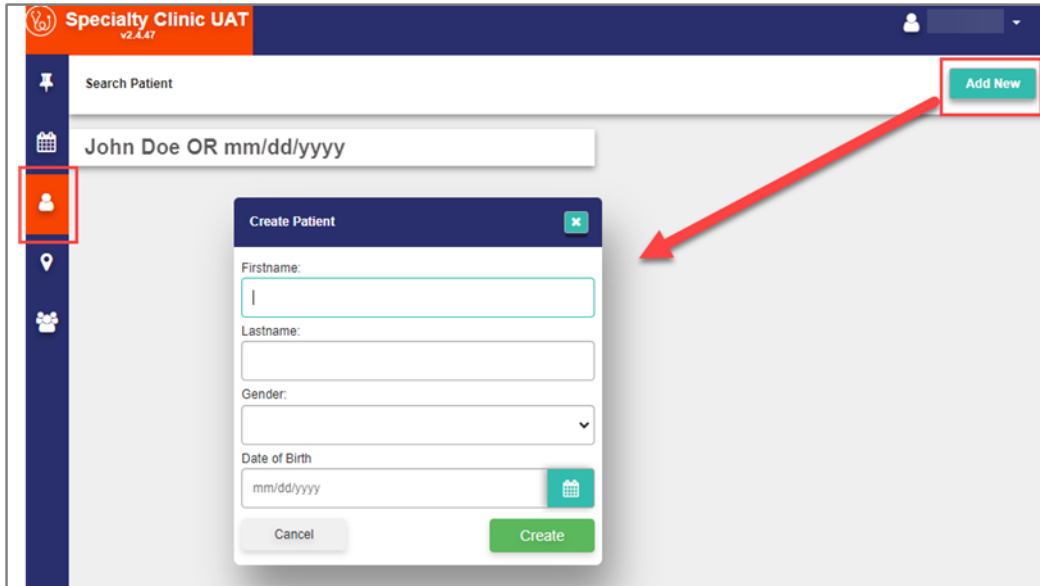 Specialty Clinic UAT
v2.4.47
Search Patient
Add New
John Doe OR mm/dd/yyyy
Create Patient
Firstname:
Lastname:
Gender:
Date of Birth
mm/dd/yyyy
Cancel
Create